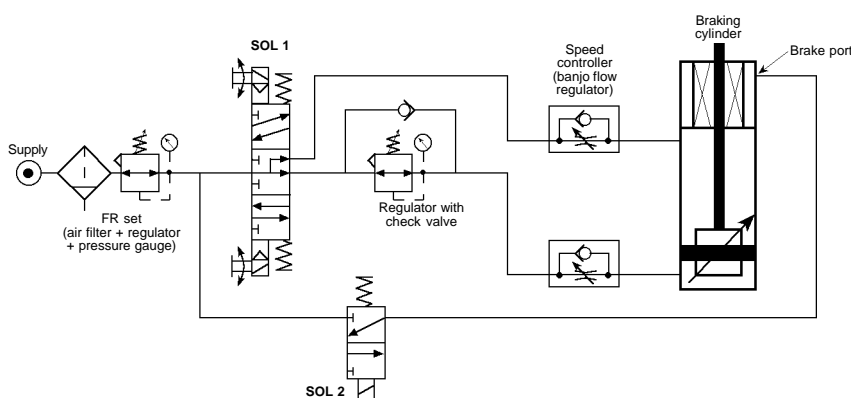 SOL 1
Braking
cylinder
Speed
controller
(banjo flow
regulator)
Brake port
Supply
FR set
(air filter + regulator
+ pressure gauge)
Regulator with
check valve
SOL 2